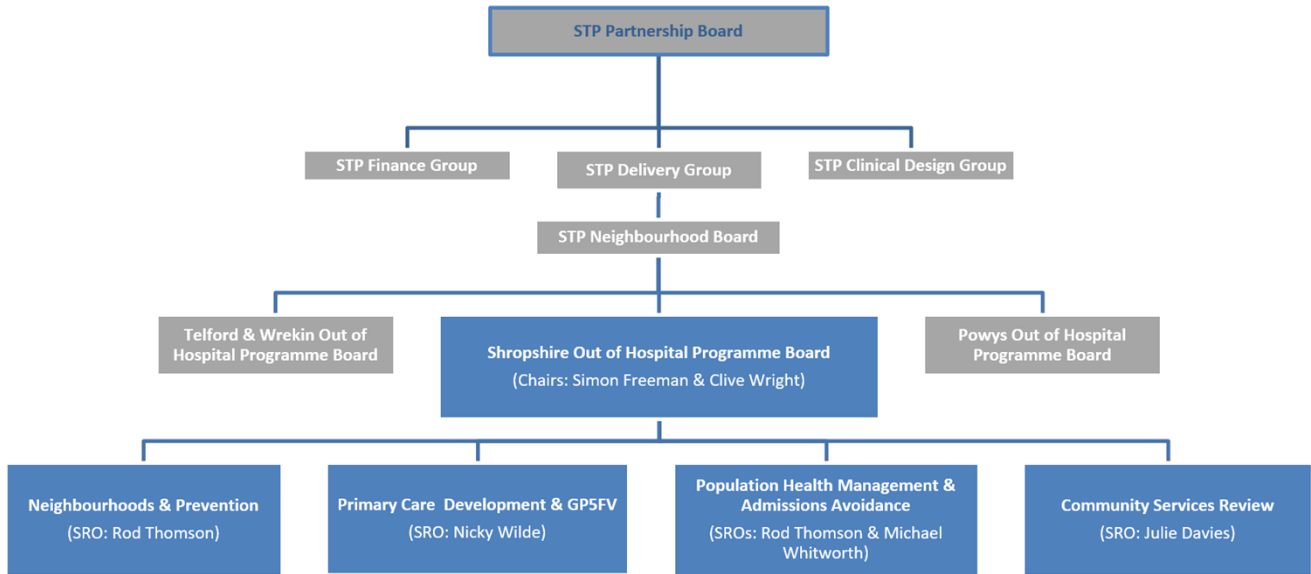 STP Partnership Board
STP Finance Group
STP Delivery Group
STP Clinical Design Group
STP Neighbourhood Board
Telford & Wrekin Out of
Hospital Programme Board
Shropshire Out of Hospital Programme Board
(Chairs: Simon Freeman & Clive Wright)
Powys Out of Hospital
Programme Board
Neighbourhoods & Prevention
(SRO: Rod Thomson)
Primary Care Development & GP5FV
(SRO: Nicky Wilde)
Population Health Management &
Admissions Avoidance
(SROs: Rod Thomson & Michael
Whitworth)
Community Services Review
(SRO: Julie Davies)